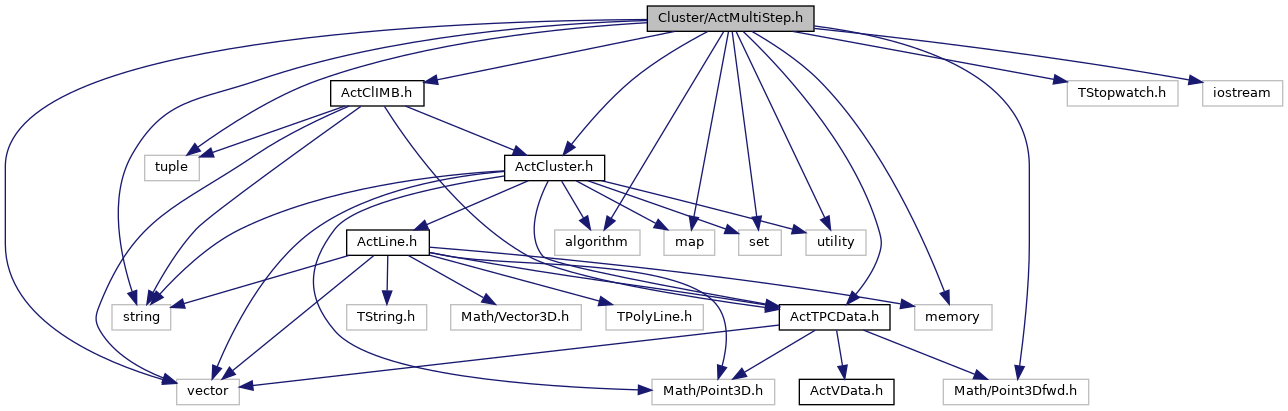 Cluster/ActMultiStep.h
ActClIMB.h
TStopwatch.h
iostream
tuple
ActCluster.h
ActLine.h
algorithm
map
set
utility
string
TString.h
Math/Vector3D.h
TPolyLine.h
ActTPCData.h
memory
vector
Math/Point3D.h
ActVData.h
Math/Point3Dfwd.h